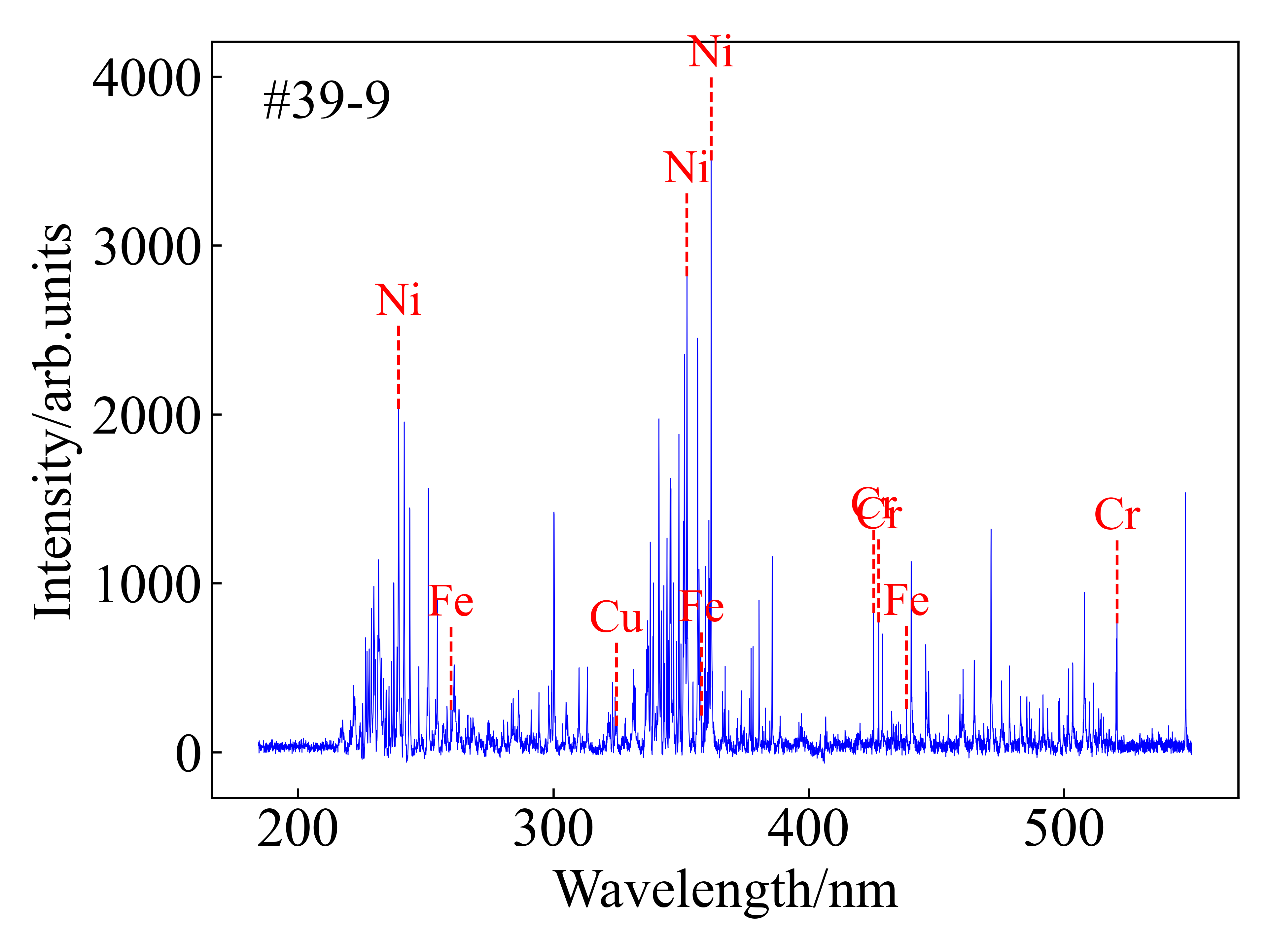 Ni
4000
#39-9
Ni
3000
Ni
2000
Cr
Cr
Cr
1000
Fe
Fe
Fe
Cu
0
200
300
400
500
Wavelength/nm
Intensity/arb.units